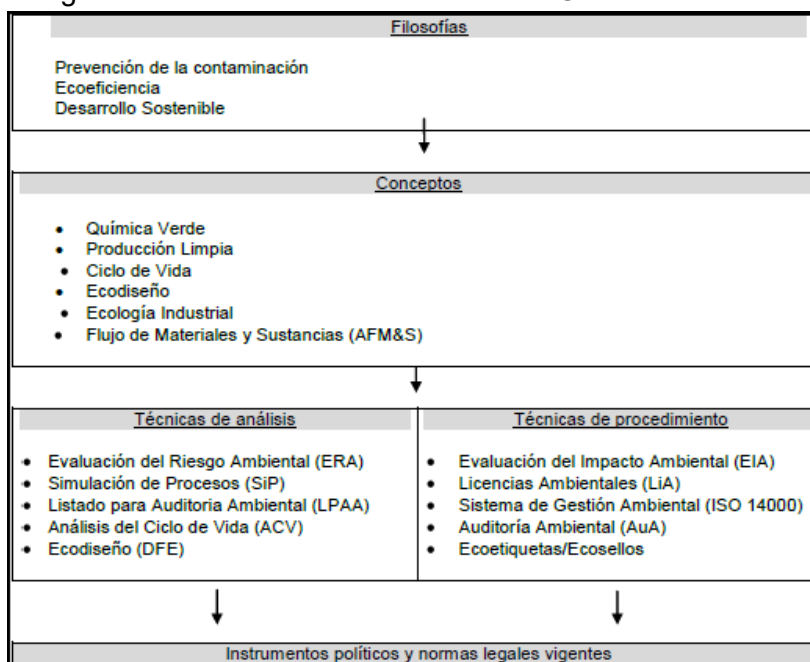 Filosofías
Prevención de la contaminación
Ecoeficiencia
Desarrollo Sostenible
Conceptos
• Química Verde
• Producción Limpia
• Ciclo de Vida
• Ecodiseño
• Ecología Industrial
• Flujo de Materiales y Sustancias (AFM&S)
Técnicas de análisis
• Evaluación del Riesgo Ambiental (ERA)
• Simulación de Procesos (SiP)
• Listado para Auditoria Ambiental (LPAA)
• Análisis del Ciclo de Vida (ACV)
• Ecodiseño (DFE)
Técnicas de procedimiento
• Evaluación del Impacto Ambiental (EIA)
• Licencias Ambientales (LiA)
• Sistema de Gestión Ambiental (ISO 14000)
• Auditoría Ambiental (AuA)
• Ecoetiquetas/Ecosellos
Instrumentos políticos y normas legales vigentes